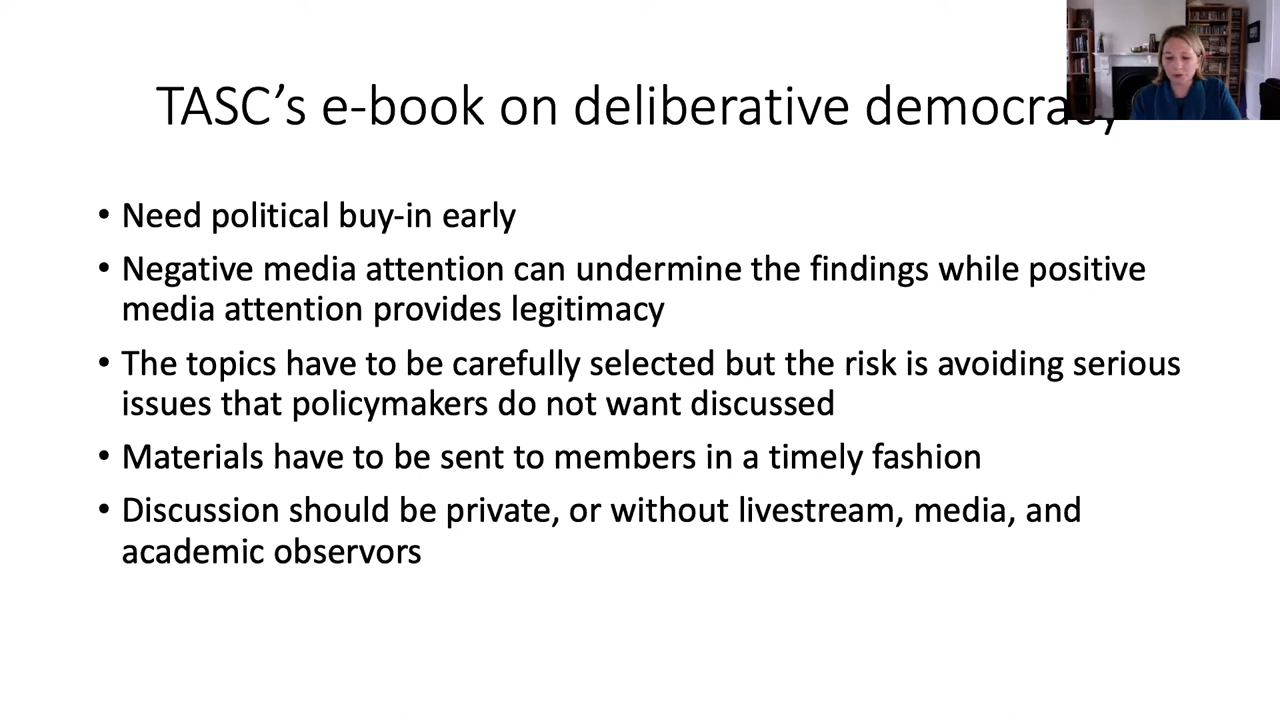 TASC's e-book on deliberative democracy
• Need political buy-in early
• Negative media attention can undermine the findings while positive
media attention provides legitimacy
• The topics have to be carefully selected but the risk is avoiding serious
issues that policymakers do not want discussed
• Materials have to be sent to members in a timely fashion
• Discussion should be private, or without livestream, media, and
academic observors